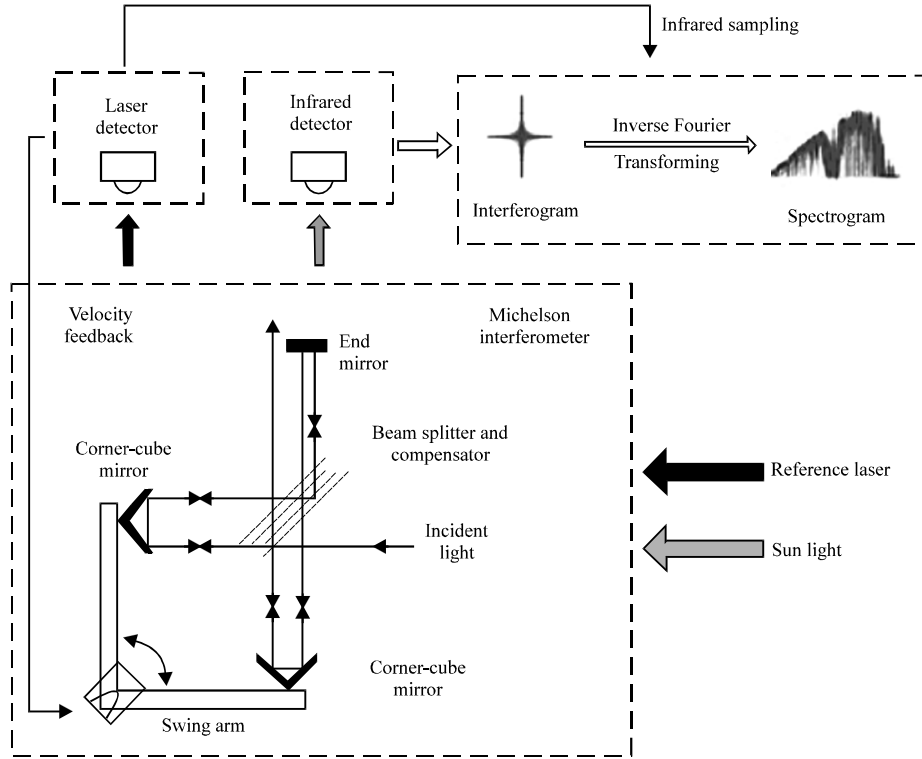 Infrared sampling
Laser
detector
Infrared
detector
Inverse Fourier
Transforming
Interferogram
Spectrogram
Velocity
feedback
Michelson
interferometer
End
mirror
Beam splitter and
compensator
Corner-cube
mirror
Reference laser
Incident
light
Sun light
Corner-cube
mirror
Swing arm